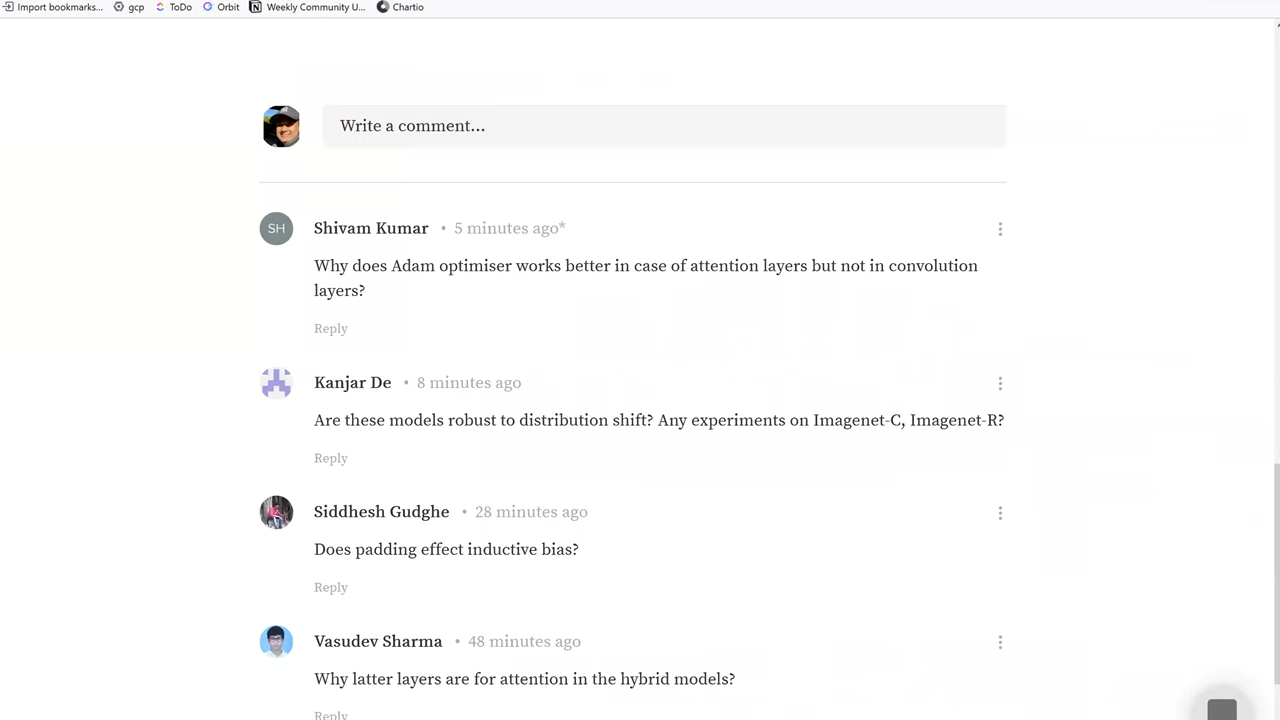 Import bookmarks... gcp ToDo Orbit Weekly Community U... Chartio
Write a comment...
SH Shivam Kumar • 5 minutes ago*
Why does Adam optimiser works better in case of attention layers but not in convolution
layers?
Reply
Kanjar De • 8 minutes ago
Are these models robust to distribution shift? Any experiments on Imagenet-C, Imagenet-R?
Reply
Siddhesh Gudghe • 28 minutes ago
Does padding effect inductive bias?
Reply
Vasudev Sharma • 48 minutes ago
Why latter layers are for attention in the hybrid models?
Reply